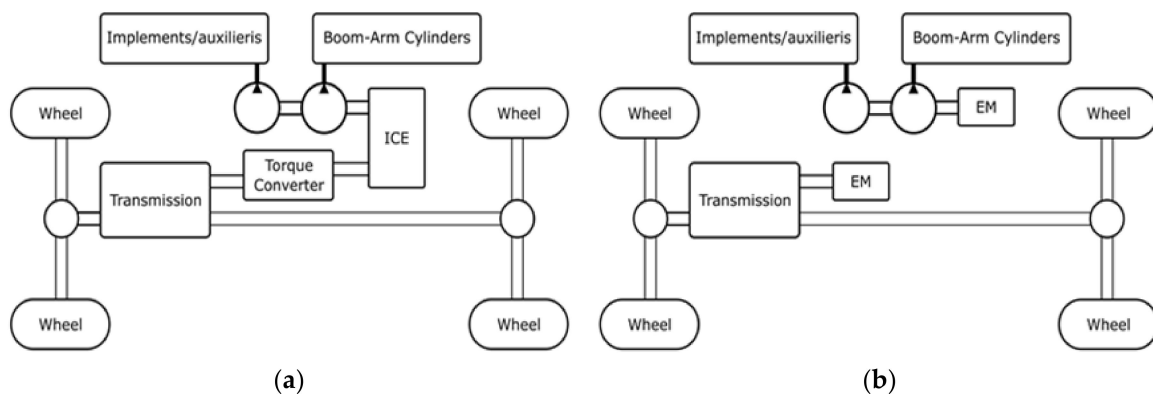 Implements/auxilieris
Boom-Arm Cylinders
Wheel
Wheel
ICE
Torque
Converter
Transmission
Wheel
Wheel
(a)
Implements/auxilieris
Boom-Arm Cylinders
Wheel
EM
Wheel
EM
Transmission
Wheel
Wheel
(b)